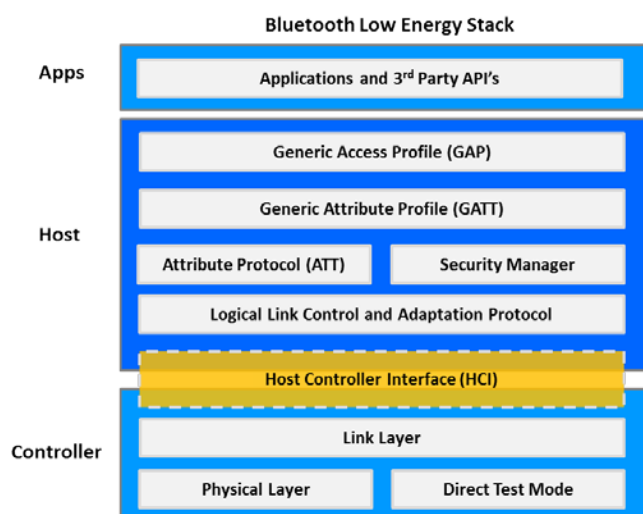 Bluetooth Low Energy Stack
Apps
Applications and 3rd Party API's
Host
Generic Access Profile (GAP)
Generic Attribute Profile (GATT)
Attribute Protocol (ATT)
Security Manager
Logical Link Control and Adaptation Protocol
Host Controller Interface (HCI)
Controller
Link Layer
Physical Layer
Direct Test Mode